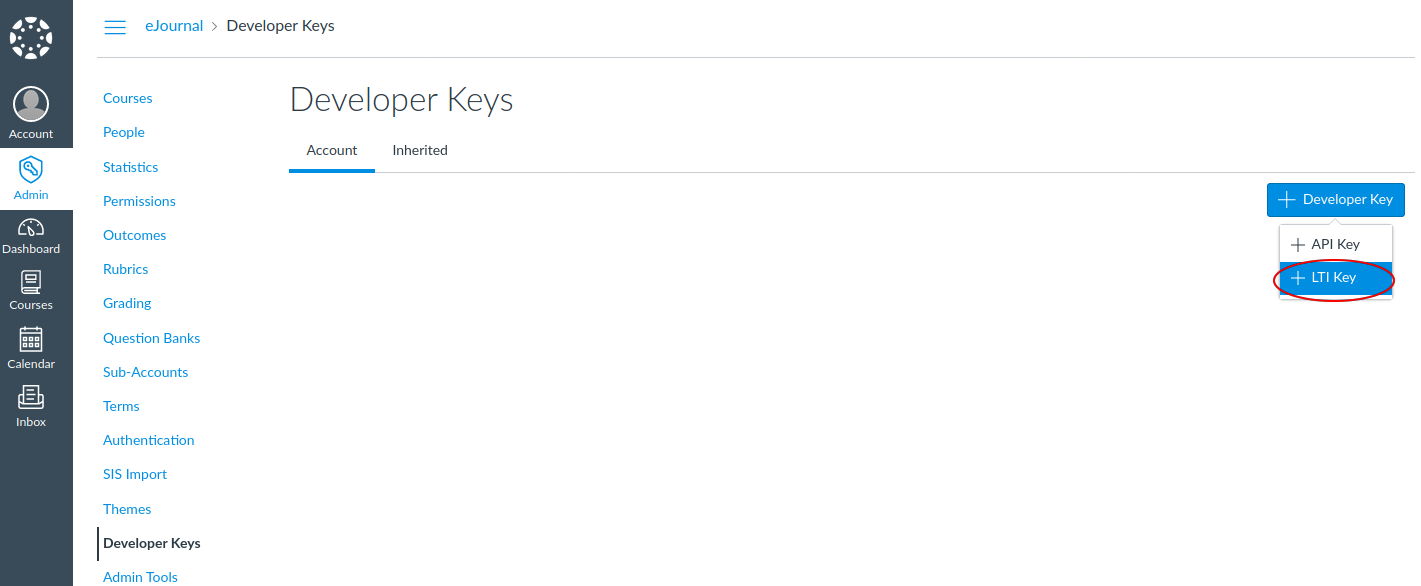 eJournal > Developer Keys
Account
Admin
Dashboard
Courses
Calendar
Inbox
Courses
People
Statistics
Permissions
Outcomes
Rubrics
Grading
Question Banks
Sub-Accounts
Terms
Authentication
SIS Import
Themes
Developer Keys
Admin Tools
Developer Keys
Account Inherited
+ Developer Key
+ API Key
+ LTI Key